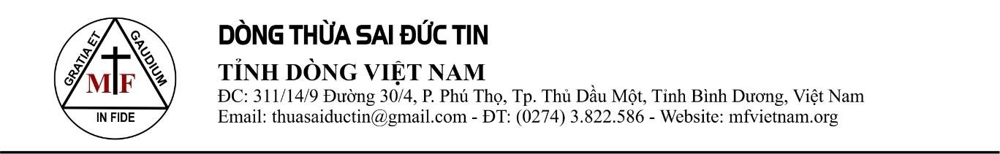 GRATIA ET
GAUDIUM
MTF
IN FIDE
DÒNG THỪA SAI ĐỨC TIN
TỈNH DÒNG VIỆT NAM
ĐC: 311/14/9 Đường 30/4, P. Phú Thọ, Tp. Thủ Dầu Một, Tỉnh Bình Dương, Việt Nam
Email: thuasaiductin@gmail.com - ĐT: (0274) 3.822.586 - Website: mfvietnam.org